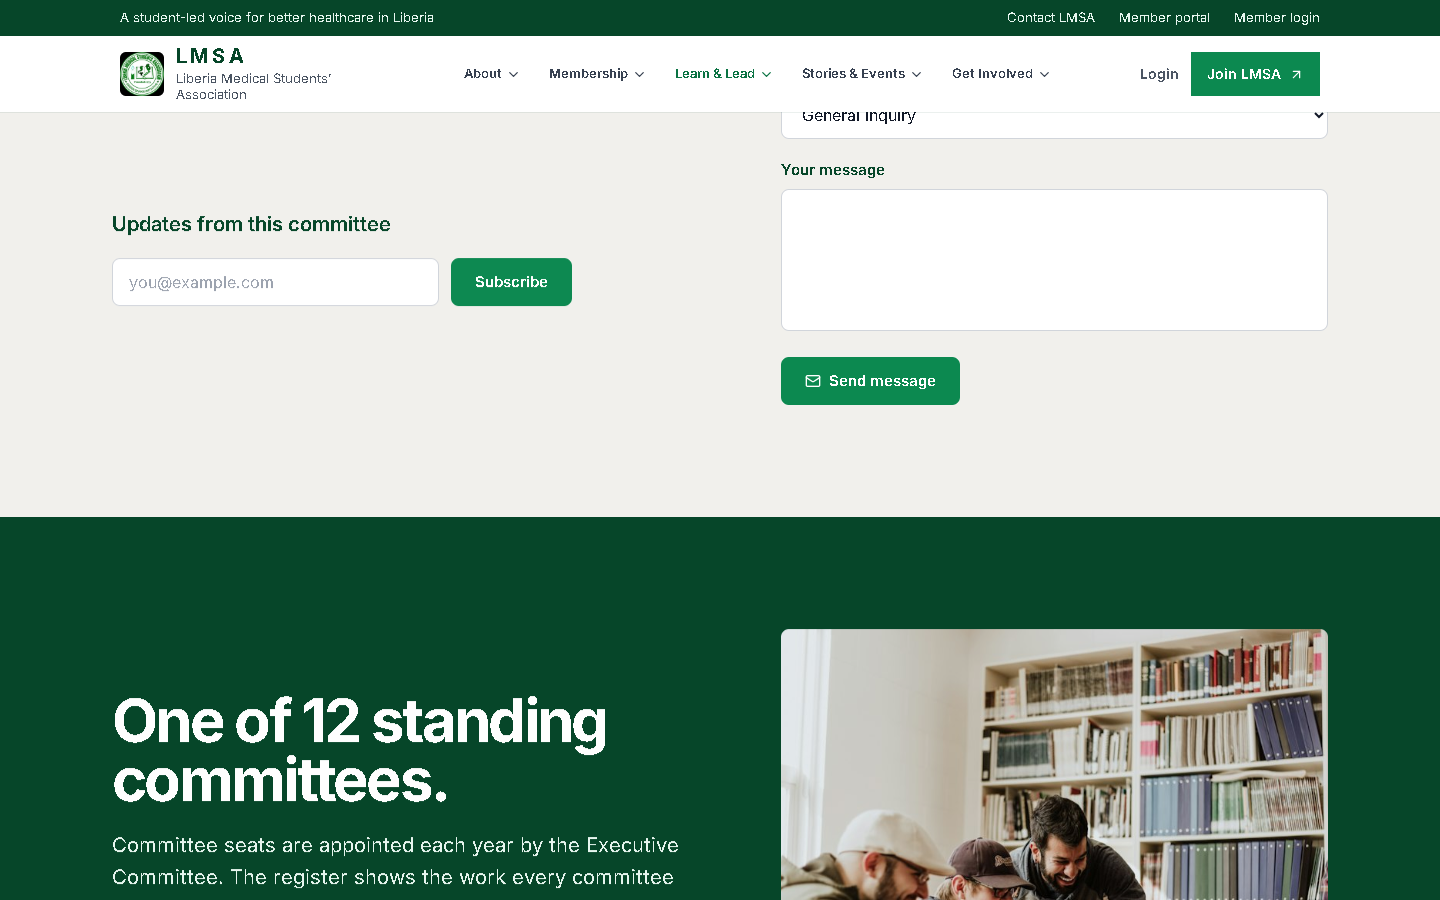 A student-led voice for better healthcare in Liberia
Contact LMSA
Member portal
Member login
LMSA
Liberia Medical Students'
Association
About
Membership
Learn & Lead
Stories & Events
Get Involved
Login
Join LMSA
General inquiry
Your message
Updates from this committee
you@example.com
Subscribe
Send message
One of 12 standing
committees.
Committee seats are appointed each year by the Executive
Committee. The register shows the work every committee